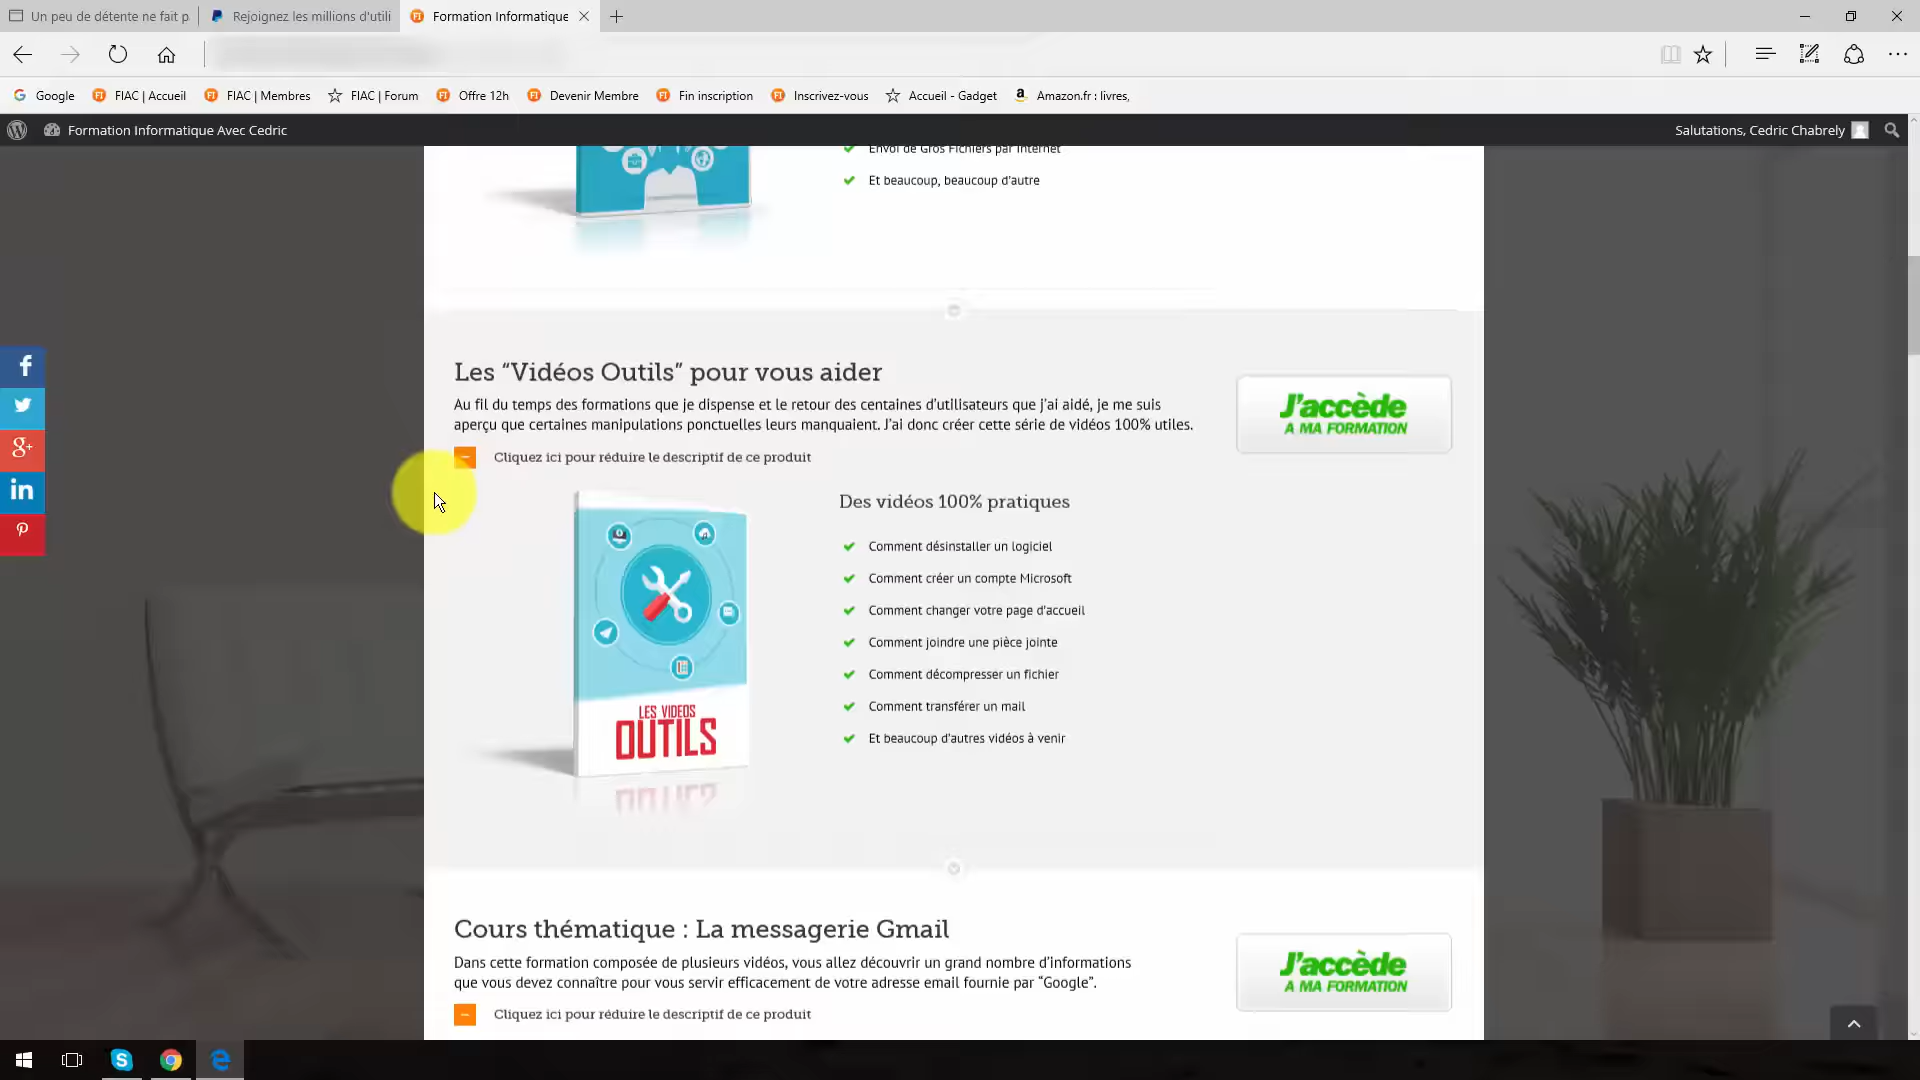 Un peu de détente ne fait p
Rejoignez les millions d'utili
Formation Informatique
Google
FIAC | Accueil
FIAC | Membres
FIAC | Forum
Offre 12h
Devenir Membre
Fin inscription
Inscrivez-vous
Accueil - Gadget
Amazon.fr : livres,
Formation Informatique Avec Cedric
Salutations, Cedric Chabrely
Envoi de Gros Fichiers par Internet
Et beaucoup, beaucoup d'autre
Les “Vidéos Outils” pour vous aider
Au fil du temps des formations que je dispense et le retour des centaines d'utilisateurs que j'ai aidé, je me suis
aperçu que certaines manipulations ponctuelles leurs manquaient. J'ai donc créer cette série de vidéos 100% utiles.
J'accède
A MA FORMATION
Cliquez ici pour réduire le descriptif de ce produit
LES VIDEOS
OUTILS
Des vidéos 100% pratiques
Comment désinstaller un logiciel
Comment créer un compte Microsoft
Comment changer votre page d'accueil
Comment joindre une pièce jointe
Comment décompresser un fichier
Comment transférer un mail
Et beaucoup d'autres vidéos à venir
Cours thématique : La messagerie Gmail
Dans cette formation composée de plusieurs vidéos, vous allez découvrir un grand nombre d'informations
que vous devez connaître pour vous servir efficacement de votre adresse email fournie par “Google”.
J'accède
A MA FORMATION
Cliquez ici pour réduire le descriptif de ce produit